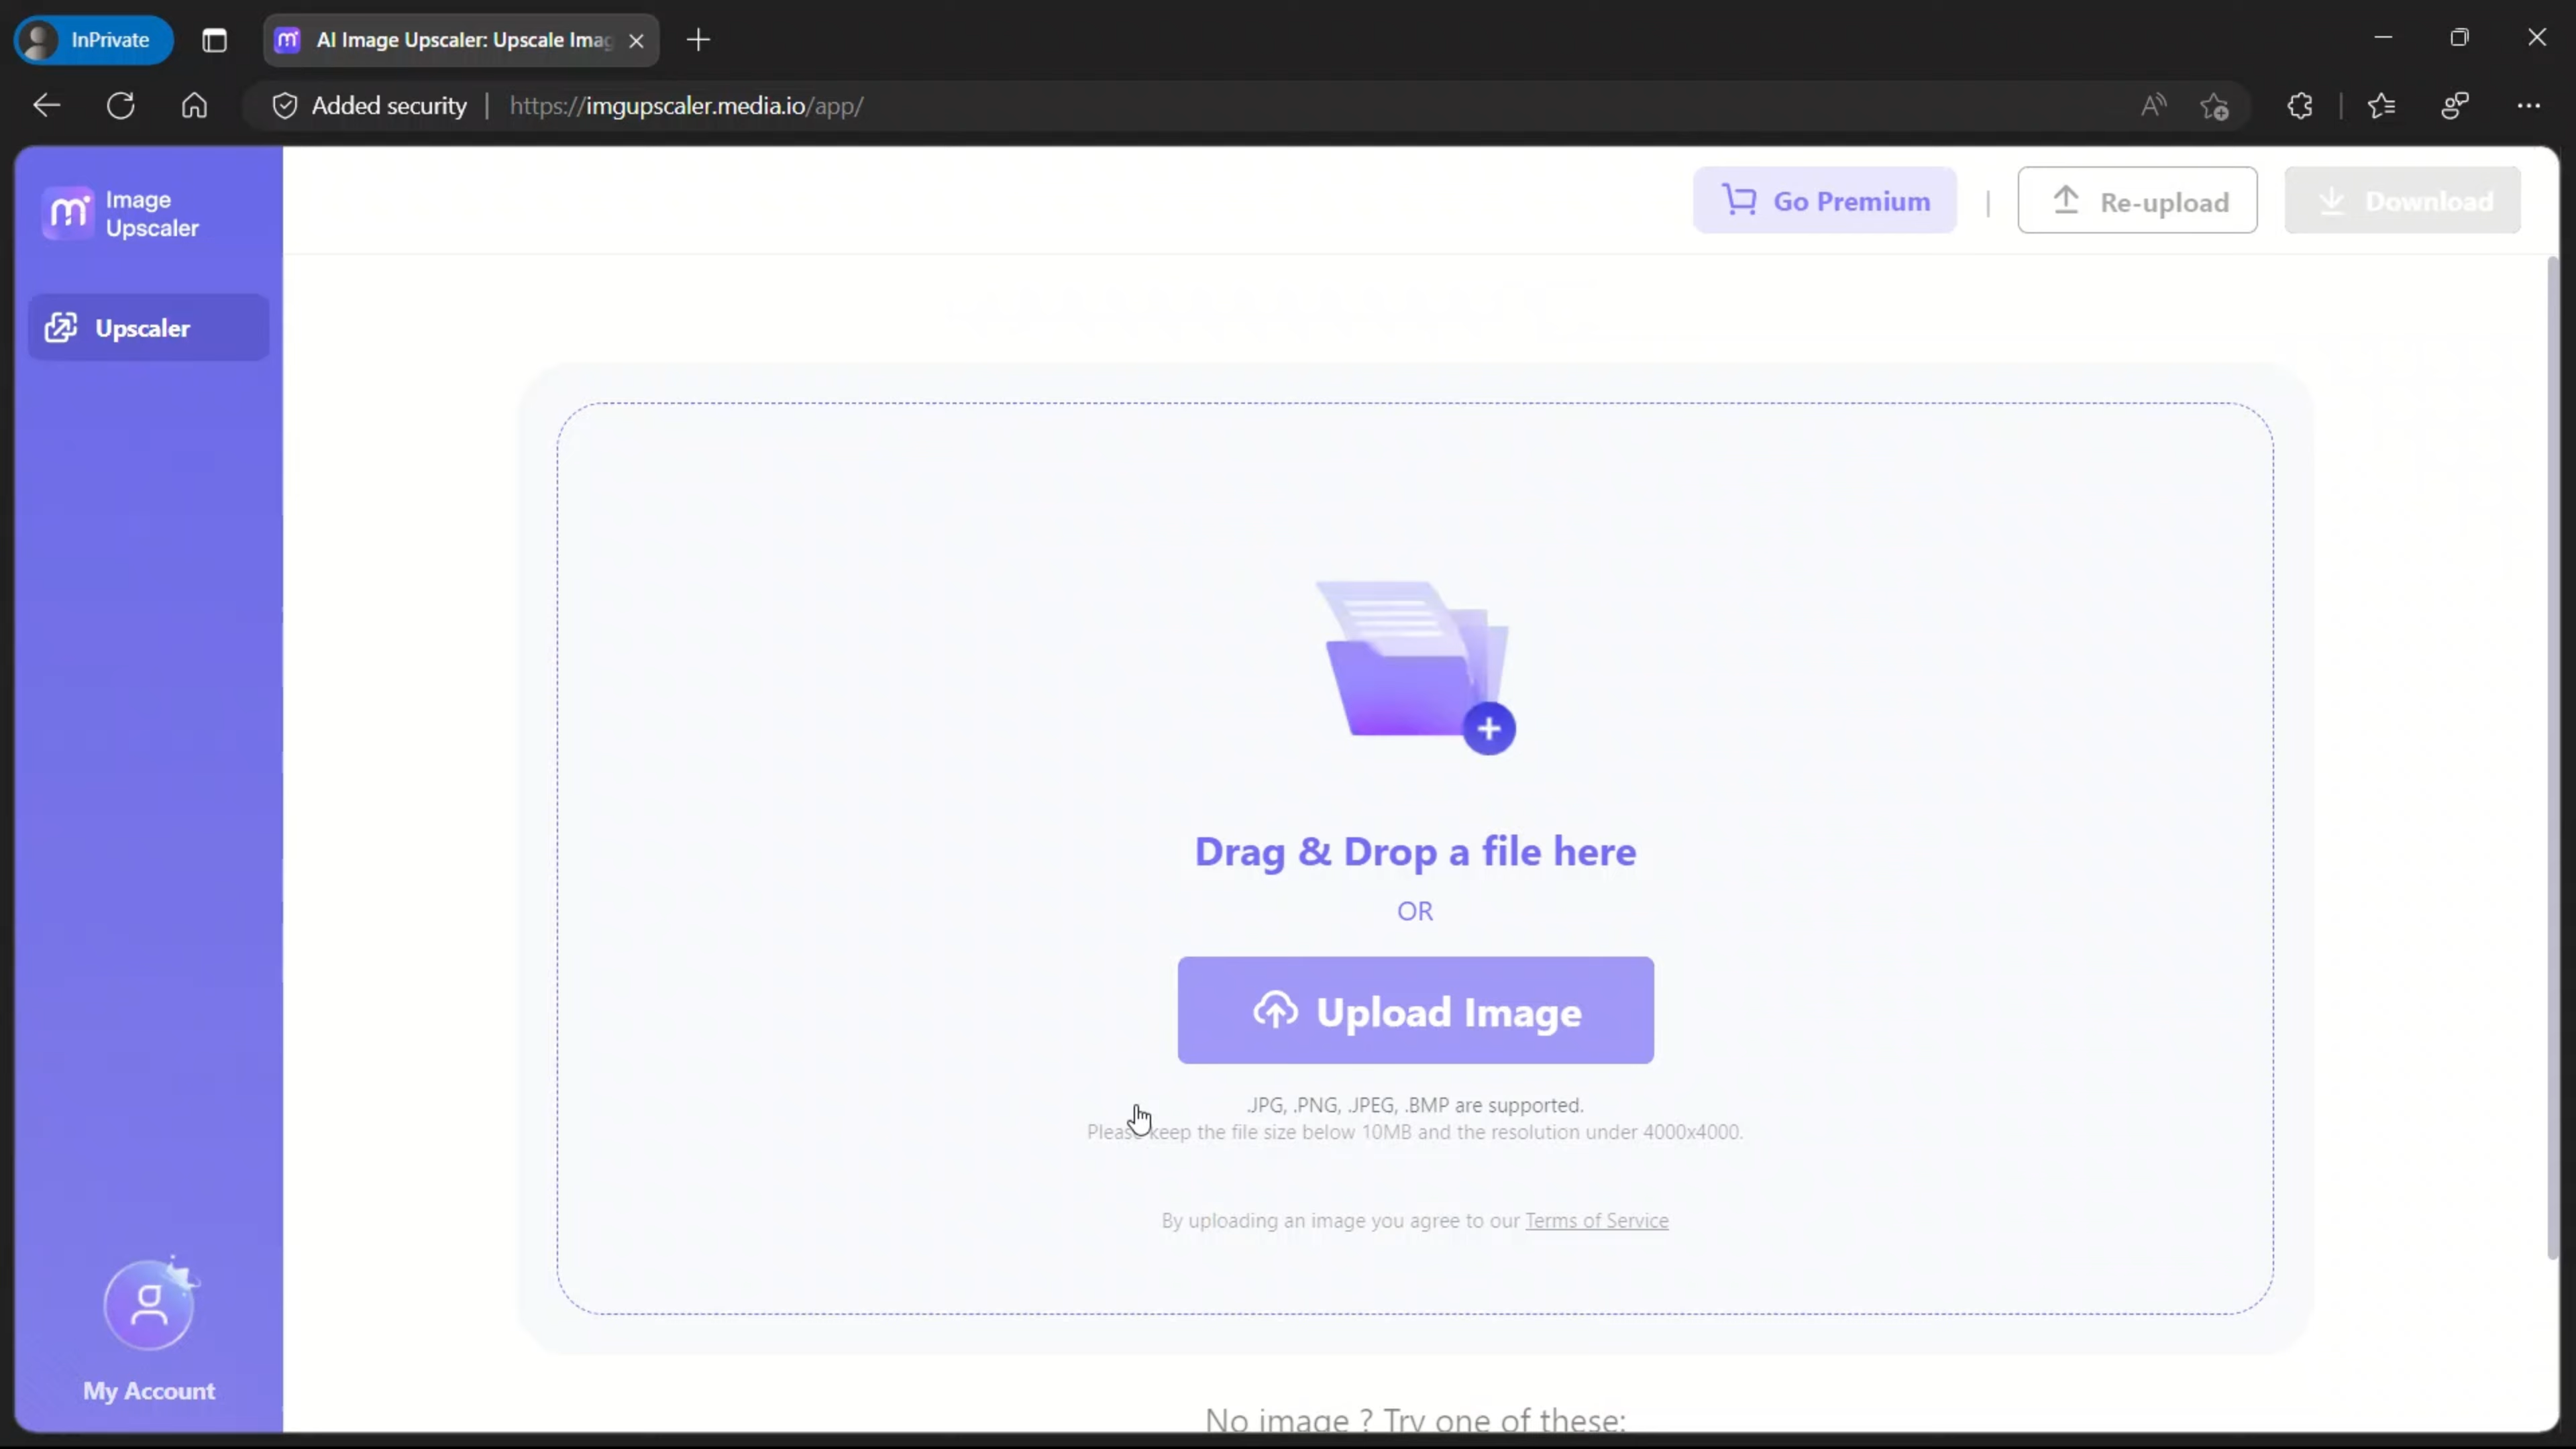 InPrivate
AI Image Upscaler: Upscale Imag
Added security
https://imgupscaler.media.io/app/
Image
Upscaler
Go Premium
Re-upload
Download
Upscaler
Drag & Drop a file here
OR
Upload Image
.JPG, .PNG, .JPEG, .BMP are supported.
Please keep the file size below 10MB and the resolution under 4000x4000.
By uploading an image you agree to our Terms of Service
My Account
No image ? Try one of these: